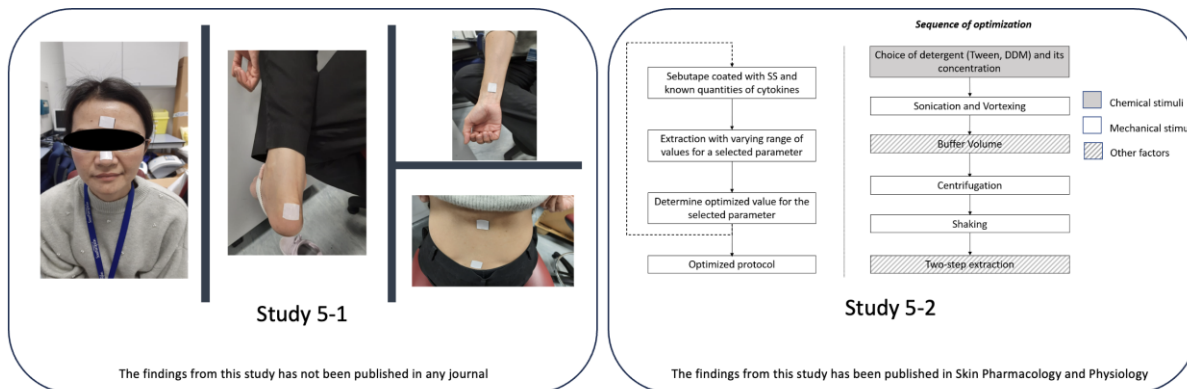 Study 5-1
The findings from this study has not been published in any journal
Sebutape coated with SS and
known quantities of cytokines
Extraction with varying range of
values for a selected parameter
Determine optimized value for the
selected parameter
Optimized protocol
Sequence of optimization
Choice of detergent (Tween, DDM) and its
concentration
Sonication and Vortexing
Buffer Volume
Centrifugation
Shaking
Two-step extraction
Chemical stimuli
Mechanical stimu
Other factors
Study 5-2
The findings from this study has been published in Skin Pharmacology and Physiology